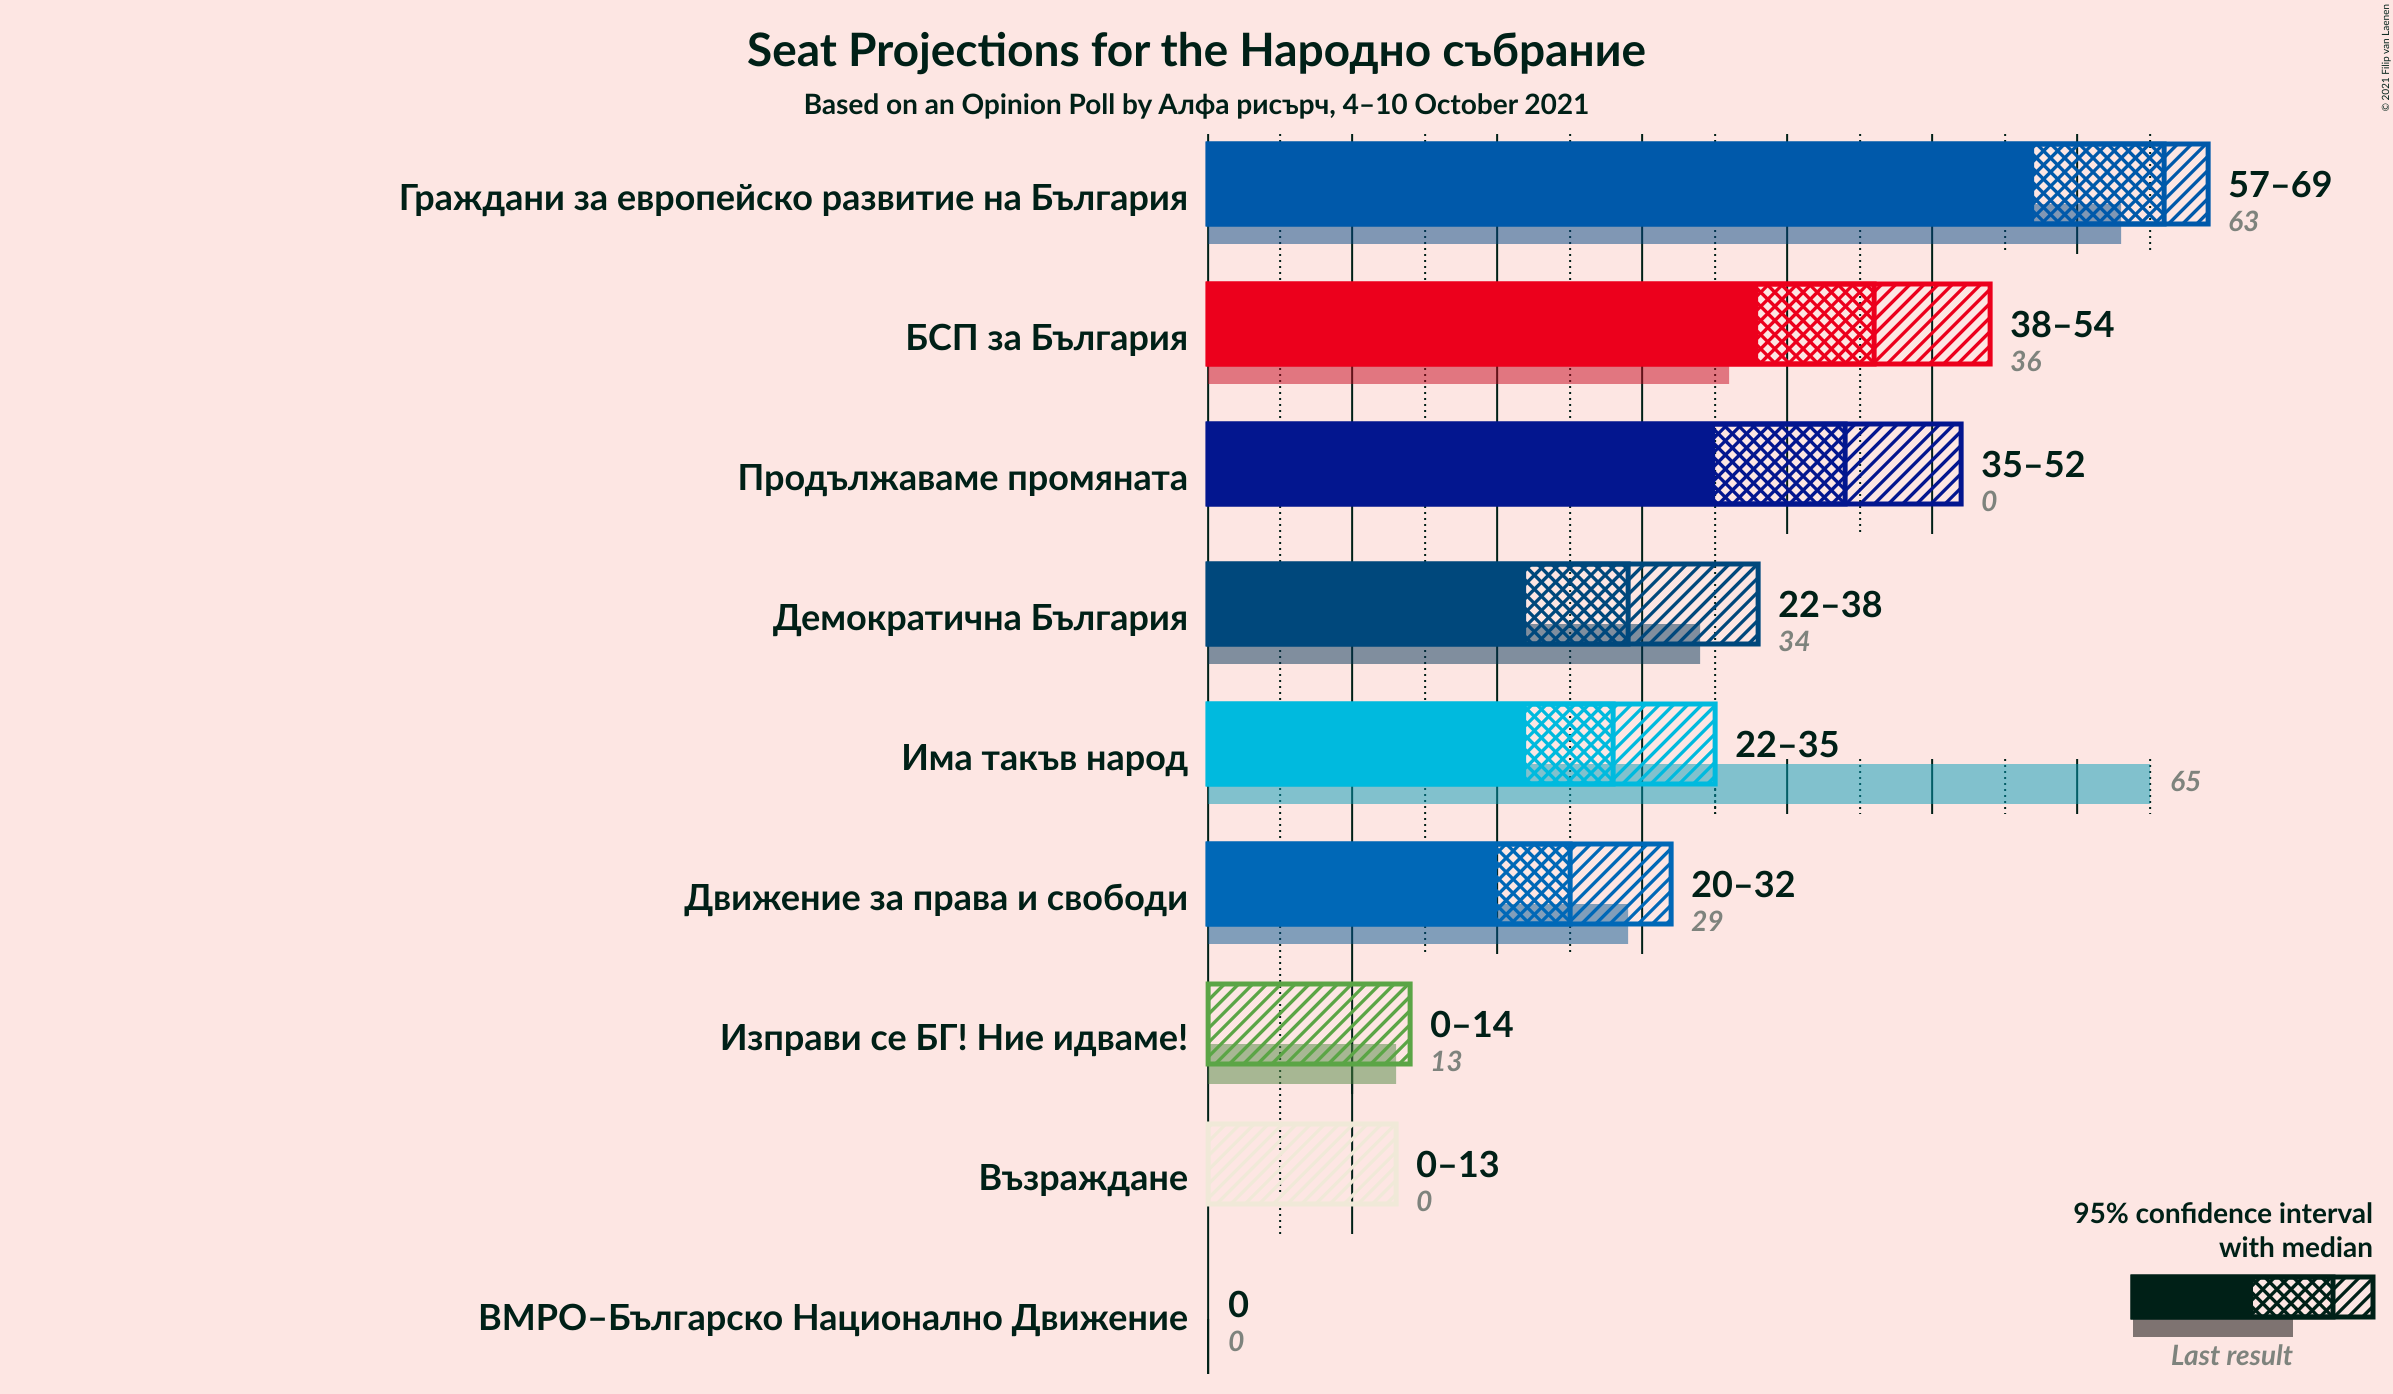 Seat Projections for the Народно събрание
Based on an Opinion Poll by Алфа рисърч, 4–10 October 2021
© 2021 Filip van Laenen
Граждани за европейско развитие на България
57–69
63
БСП за България
38–54
36
Продължаваме промяната
35–52
0
Демократична България
22–38
34
Има такъв народ
22–35
65
Движение за права и свободи
20–32
29
Изправи се БГ! Ние идваме!
0–14
13
Възраждане
0–13
0
ВМРО–Българско Национално Движение
0
0
95% confidence interval
with median
Last result